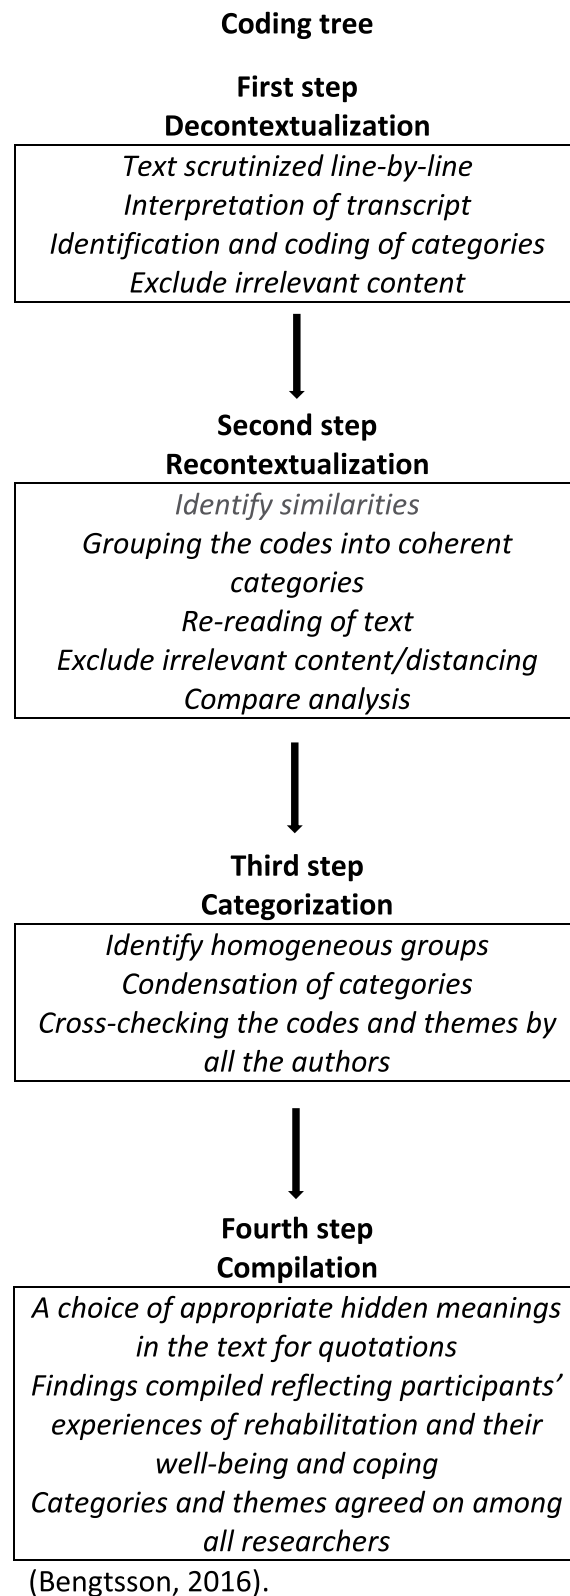 Coding tree
First step
Decontextualization
Text scrutinized line-by-line
Interpretation of transcript
Identification and coding of categories
Exclude irrelevant content
Second step
Recontextualization
Identify similarities
Grouping the codes into coherent
categories
Re-reading of text
Exclude irrelevant content/distancing
Compare analysis
Third step
Categorization
Identify homogeneous groups
Condensation of categories
Cross-checking the codes and themes by
all the authors
Fourth step
Compilation
A choice of appropriate hidden meanings
in the text for quotations
Findings compiled reflecting participants’
experiences of rehabilitation and their
well-being and coping
Categories and themes agreed on among
all researchers
(Bengtsson, 2016).